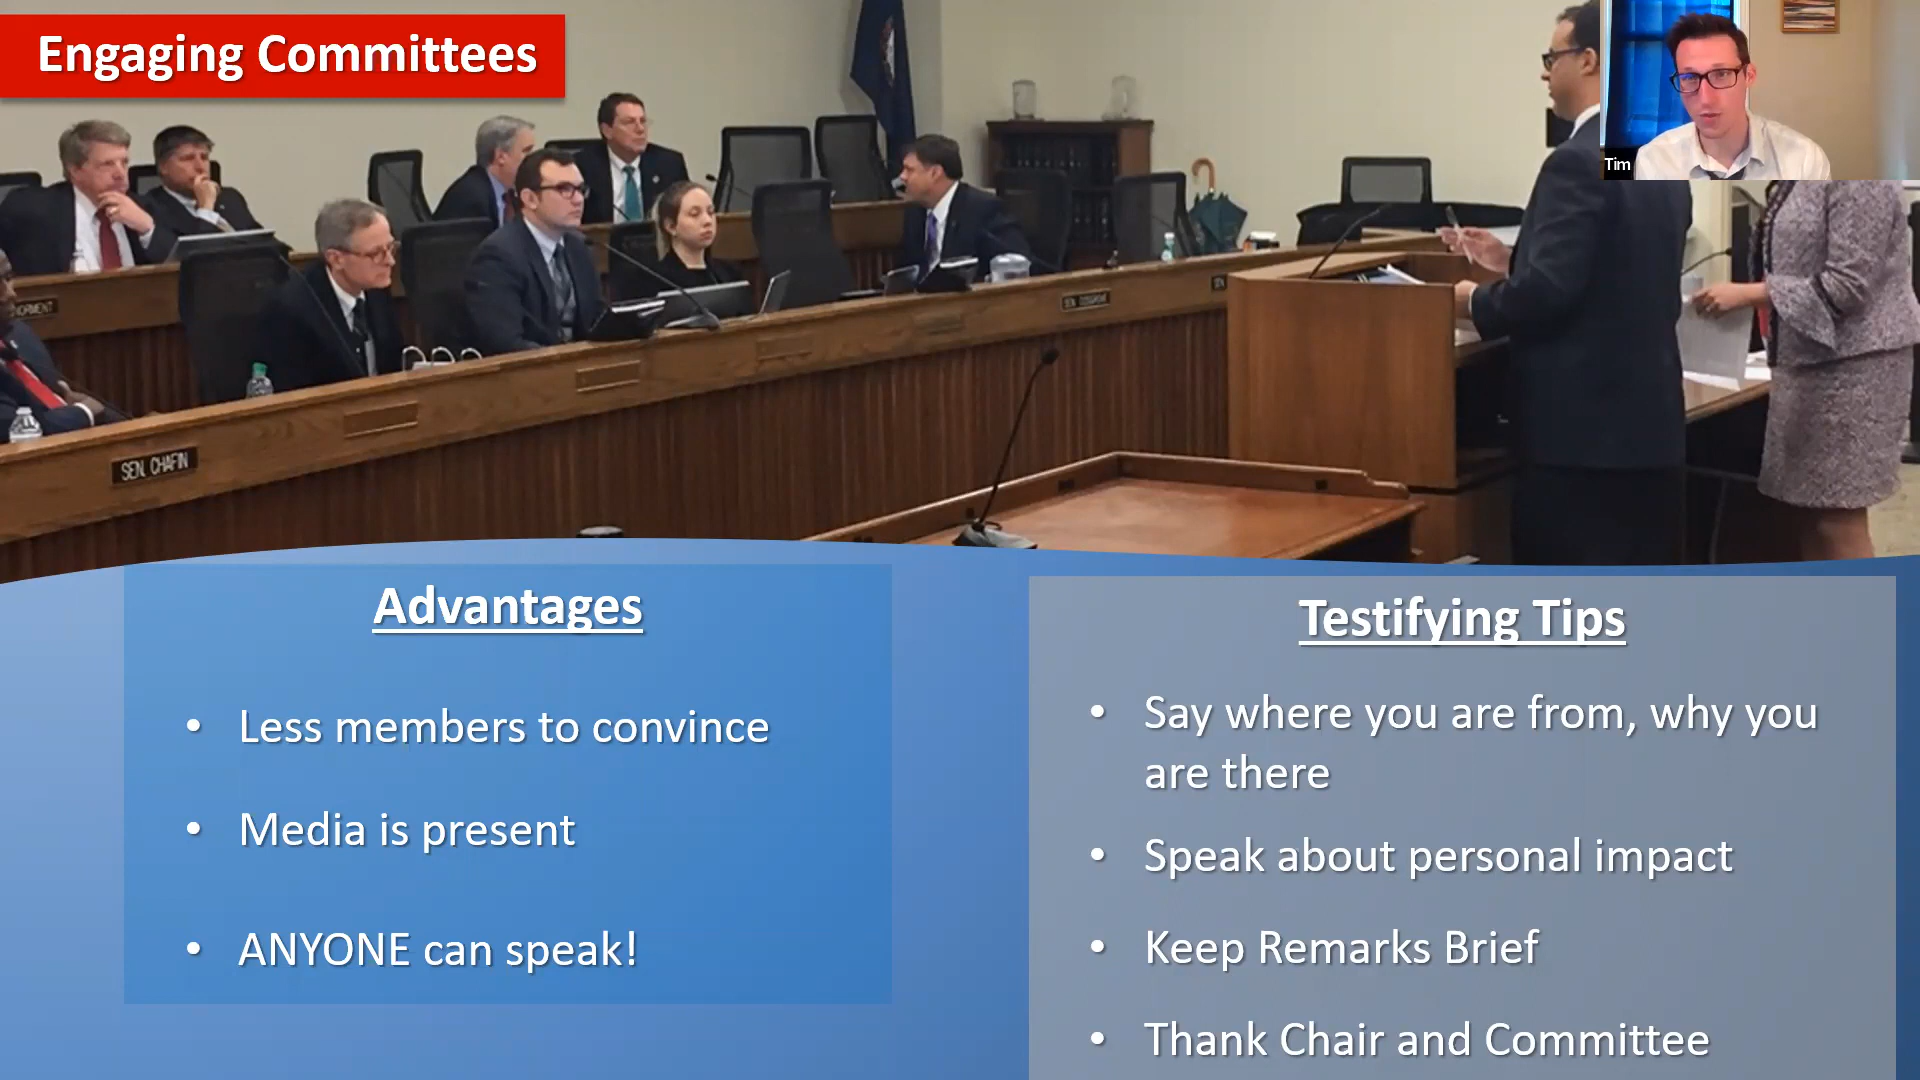 Engaging Committees
Tim
NORMENT
SEN. CHAFIN
SEN.
Advantages
• Less members to convince
• Media is present
• ANYONE can speak!
Testifying Tips
• Say where you are from, why you
are there
• Speak about personal impact
• Keep Remarks Brief
• Thank Chair and Committee